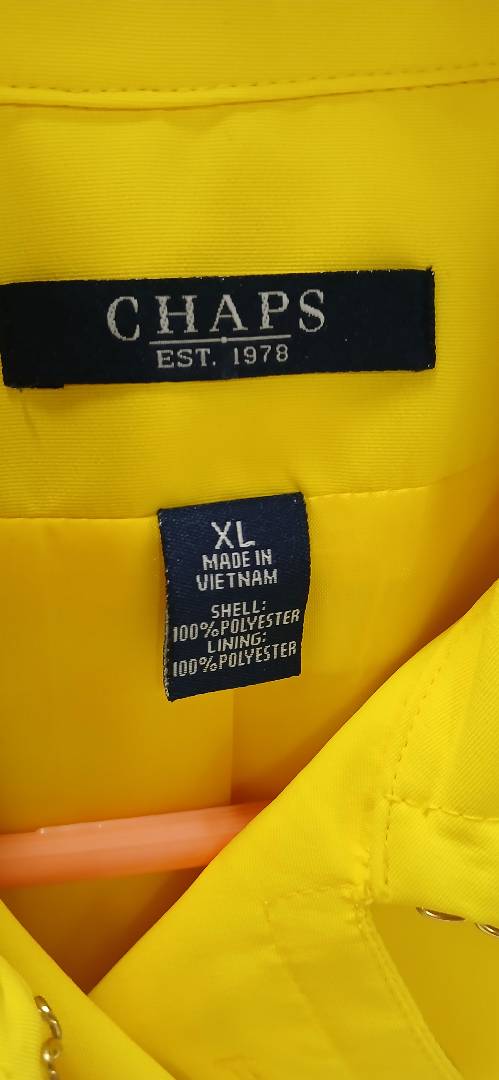 CHAPS
EST. 1978
XL
MADE IN
VIETNAM
SHELL:
100% POLYESTER
LINING:
100% POLYESTER